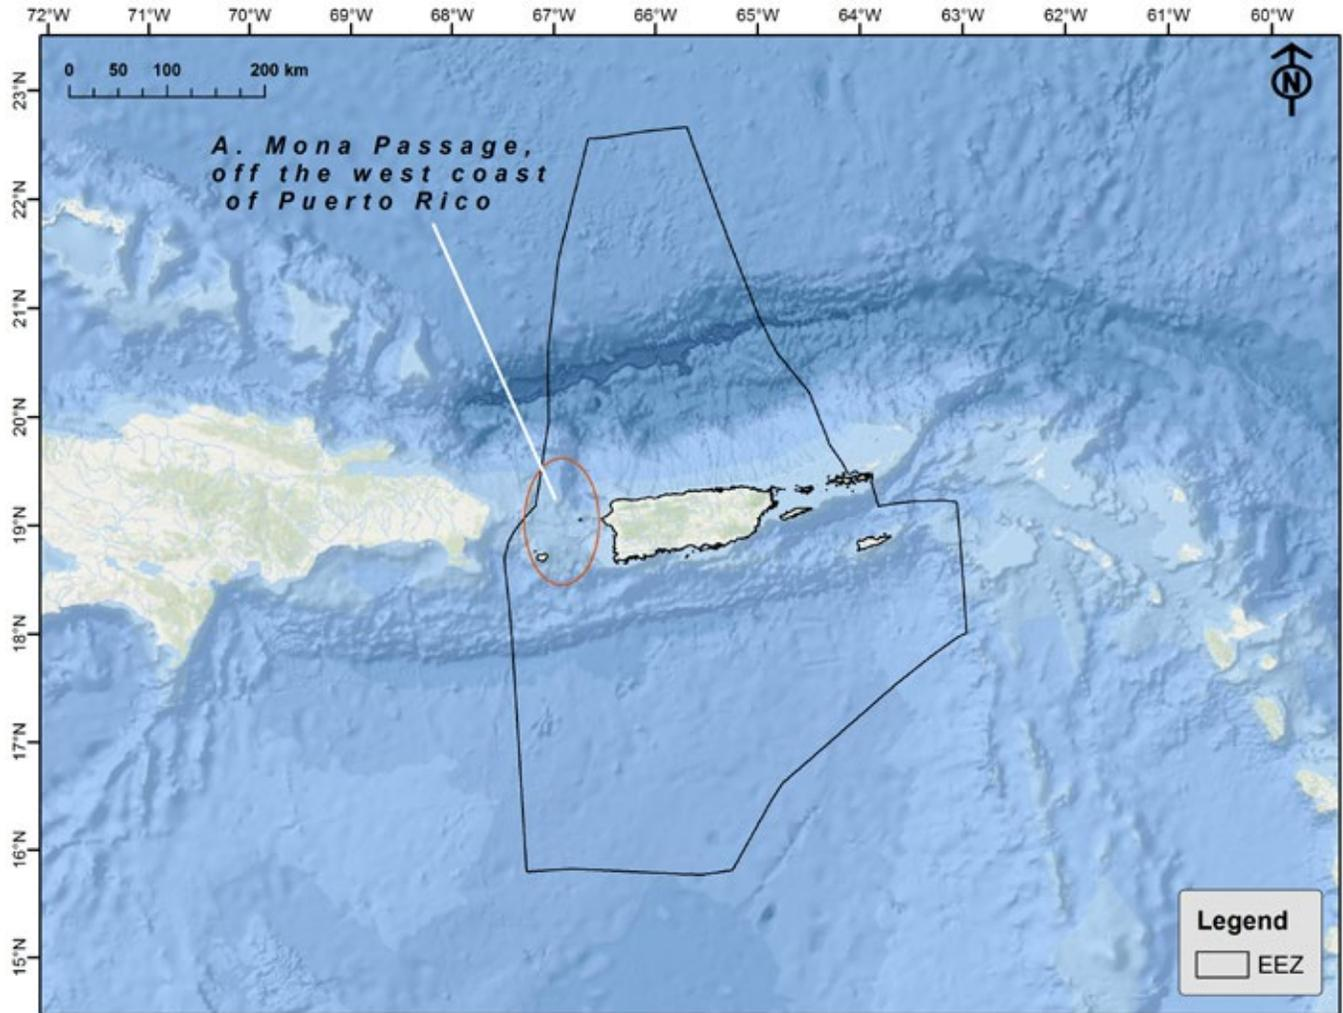 72°W 71°W 70°W 69°W 68°W 67°W 66°W 65°W 64°W 63°W 62°W 61°W 60°W
0 50 100 200 km
N
A. Mona Passage,
off the west coast
of Puerto Rico
23°N
22°N
21°N
20°N
19°N
18°N
17°N
16°N
15°N
Legend
EEZ